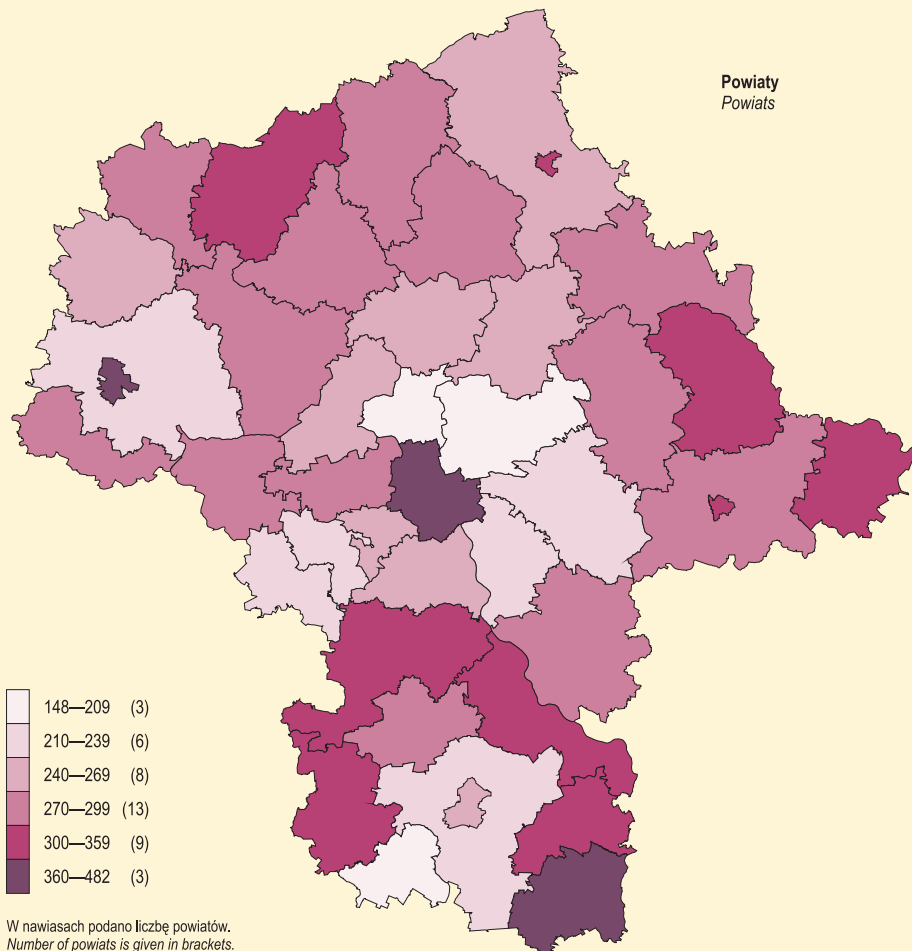 Powiaty
Powiats
148—209 (3)
210—239 (6)
240—269 (8)
270—299 (13)
300—359 (9)
360—482 (3)
W nawiasach podano liczbę powiatów.
Number of powiats is given in brackets.